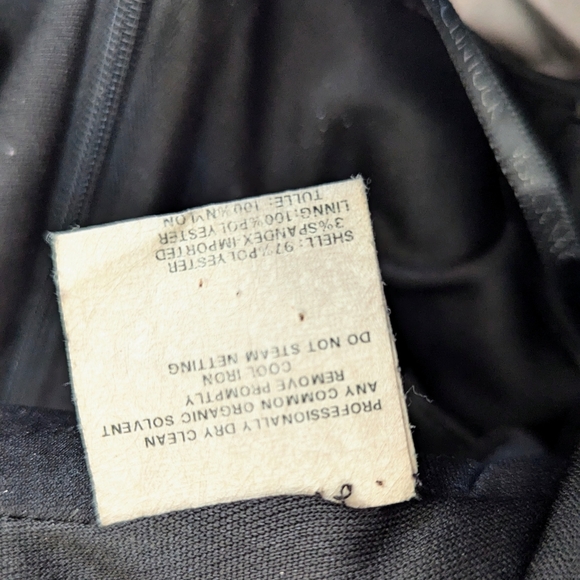 PROFESSIONALLY DRY CLEAN
ANY COMMON ORGANIC SOLVENT
REMOVE PROMPTLY
COOL IRON
DO NOT STEAM NETTING
SHELL: 97%POLYESTER
3%SPANDEX-IMPORTED
LINNG:100%POLYESTER
TULLE: 100%NYLON